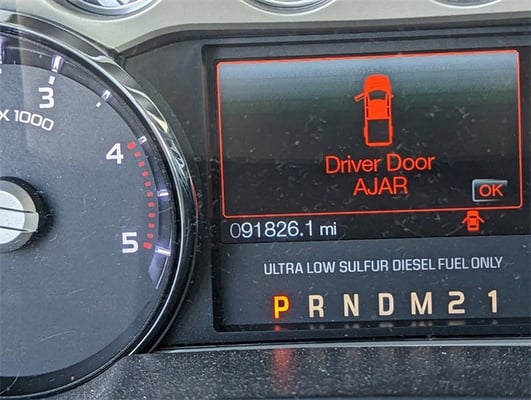 3
X 1000
4
5
Driver Door
AJAR
OK
091826.1 mi
ULTRA LOW SULFUR DIESEL FUEL ONLY
P R N D M 2 1